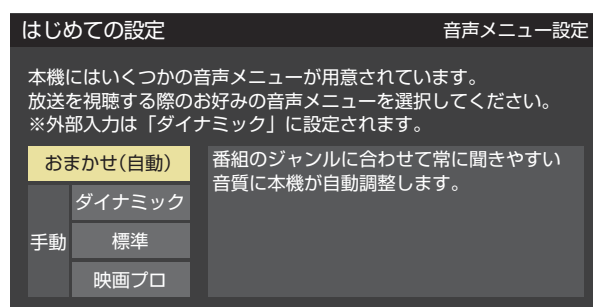 はじめての設定
音声メニュー設定
本機にはいくつかの音声メニューが用意されています。
放送を視聴する際のお好みの音声メニューを選択してください。
※外部入力は「ダイナミック」に設定されます。
おまかせ(自動)
番組のジャンルに合わせて常に聞きやすい
音質に本機が自動調整します。
手動
ダイナミック
標準
映画プロ